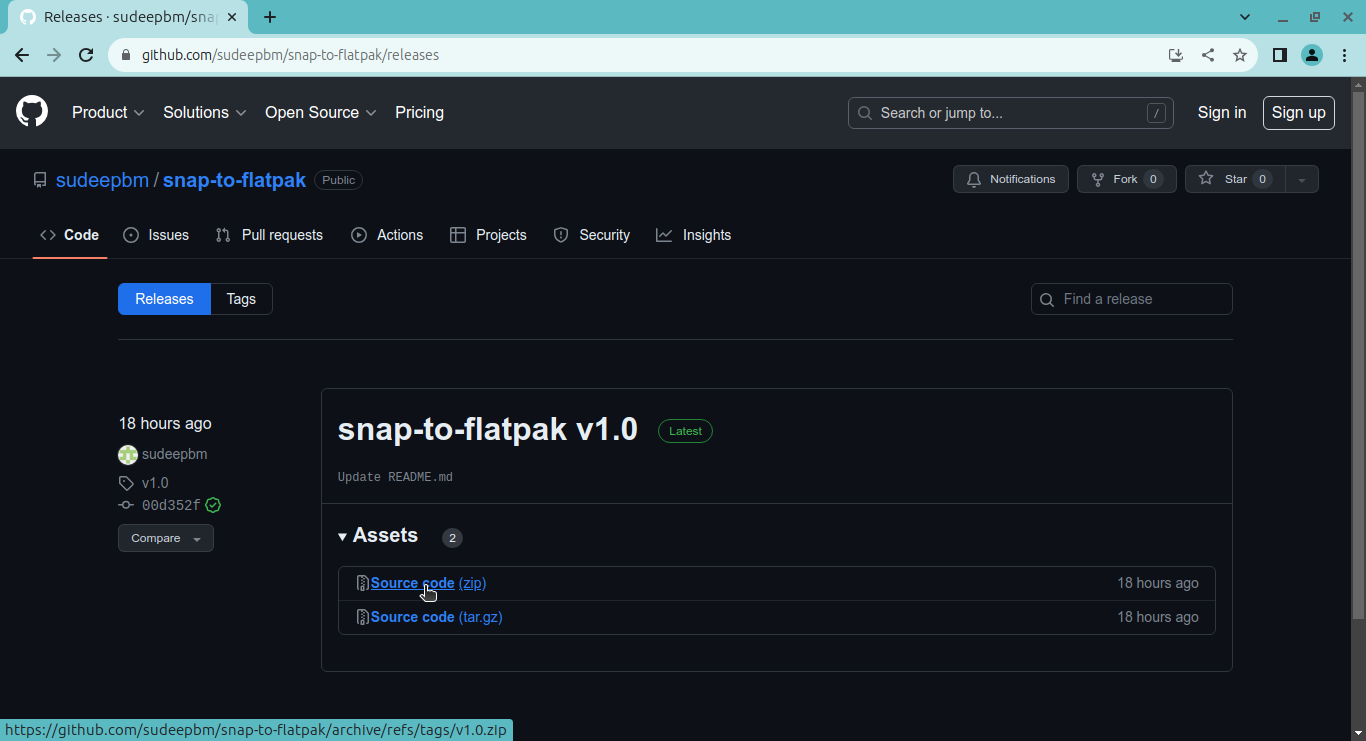 Releases · sudeepbm/sna
github.com/sudeepbm/snap-to-flatpak/releases
Product Solutions Open Source Pricing Search or jump to... / Sign in Sign up
sudeepbm / snap-to-flatpak Public Notifications Fork 0 Star 0
Code Issues Pull requests Actions Projects Security Insights
Releases Tags Find a release
18 hours ago
sudeepbm
v1.0
00d352f
Compare
snap-to-flatpak v1.0 Latest
Update README.md
Assets 2
Source code (zip) 18 hours ago
Source code (tar.gz) 18 hours ago
https://github.com/sudeepbm/snap-to-flatpak/archive/refs/tags/v1.0.zip